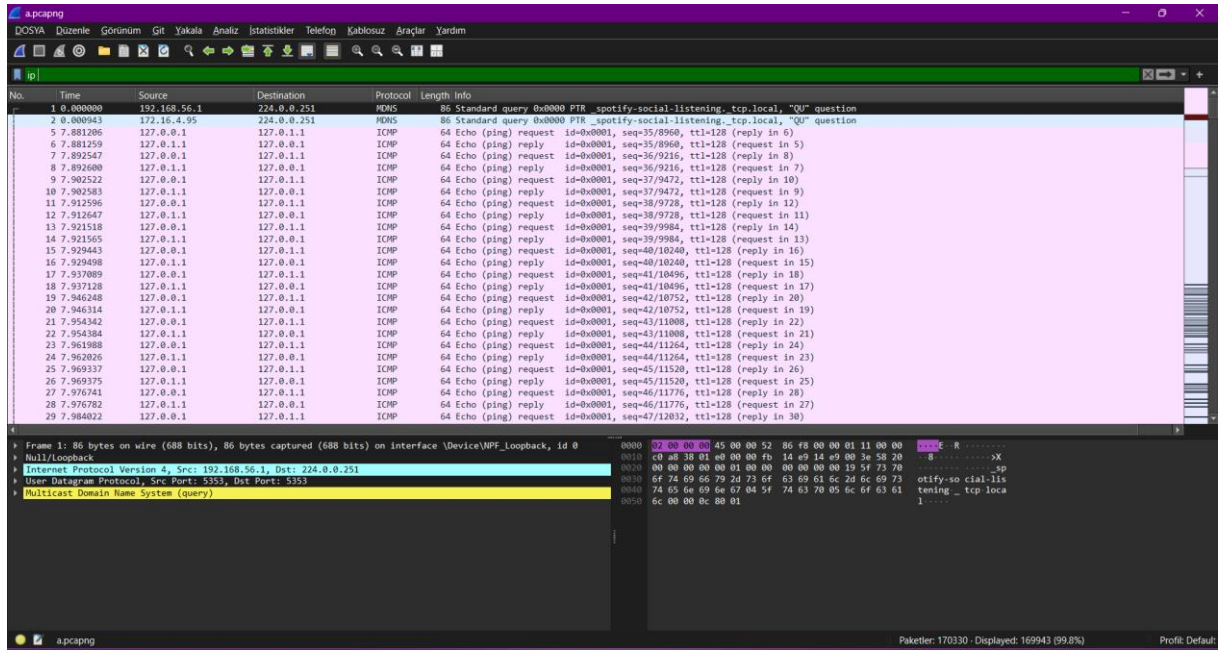 a.pcapng
DOSYA Düzenle Görünüm Git Yakala Analiz İstatistikler Telefon Kablosuz Araçlar Yardım
ip
No. Time Source Destination Protocol Length Info
1 0.000000 192.168.56.1 224.0.0.251 MDNS 86 Standard query 0x0000 PTR _spotify-social-listening._tcp.local, "QU" question
2 0.000943 172.16.4.95 224.0.0.251 MDNS 86 Standard query 0x0000 PTR _spotify-social-listening._tcp.local, "QU" question
5 7.881206 127.0.0.1 127.0.1.1 ICMP 64 Echo (ping) request id=0x0001, seq=35/8960, ttl=128 (reply in 6)
6 7.881259 127.0.1.1 127.0.0.1 ICMP 64 Echo (ping) reply id=0x0001, seq=35/8960, ttl=128 (request in 5)
7 7.892547 127.0.0.1 127.0.1.1 ICMP 64 Echo (ping) request id=0x0001, seq=36/9216, ttl=128 (reply in 8)
8 7.892600 127.0.1.1 127.0.0.1 ICMP 64 Echo (ping) reply id=0x0001, seq=36/9216, ttl=128 (request in 7)
9 7.902522 127.0.0.1 127.0.1.1 ICMP 64 Echo (ping) request id=0x0001, seq=37/9472, ttl=128 (reply in 10)
10 7.902583 127.0.1.1 127.0.0.1 ICMP 64 Echo (ping) reply id=0x0001, seq=37/9472, ttl=128 (request in 9)
11 7.912596 127.0.0.1 127.0.1.1 ICMP 64 Echo (ping) request id=0x0001, seq=38/9728, ttl=128 (reply in 12)
12 7.912647 127.0.1.1 127.0.0.1 ICMP 64 Echo (ping) reply id=0x0001, seq=38/9728, ttl=128 (request in 11)
13 7.921518 127.0.0.1 127.0.1.1 ICMP 64 Echo (ping) request id=0x0001, seq=39/9984, ttl=128 (reply in 14)
14 7.921565 127.0.1.1 127.0.0.1 ICMP 64 Echo (ping) reply id=0x0001, seq=39/9984, ttl=128 (request in 13)
15 7.929443 127.0.0.1 127.0.1.1 ICMP 64 Echo (ping) request id=0x0001, seq=40/10240, ttl=128 (reply in 16)
16 7.929498 127.0.1.1 127.0.0.1 ICMP 64 Echo (ping) reply id=0x0001, seq=40/10240, ttl=128 (request in 15)
17 7.937089 127.0.0.1 127.0.1.1 ICMP 64 Echo (ping) request id=0x0001, seq=41/10496, ttl=128 (reply in 18)
18 7.937128 127.0.1.1 127.0.0.1 ICMP 64 Echo (ping) reply id=0x0001, seq=41/10496, ttl=128 (request in 17)
19 7.946248 127.0.0.1 127.0.1.1 ICMP 64 Echo (ping) request id=0x0001, seq=42/10752, ttl=128 (reply in 20)
20 7.946314 127.0.1.1 127.0.0.1 ICMP 64 Echo (ping) reply id=0x0001, seq=42/10752, ttl=128 (request in 19)
21 7.954342 127.0.0.1 127.0.1.1 ICMP 64 Echo (ping) request id=0x0001, seq=43/11008, ttl=128 (reply in 22)
22 7.954384 127.0.1.1 127.0.0.1 ICMP 64 Echo (ping) reply id=0x0001, seq=43/11008, ttl=128 (request in 21)
23 7.961988 127.0.0.1 127.0.1.1 ICMP 64 Echo (ping) request id=0x0001, seq=44/11264, ttl=128 (reply in 24)
24 7.962026 127.0.1.1 127.0.0.1 ICMP 64 Echo (ping) reply id=0x0001, seq=44/11264, ttl=128 (request in 23)
25 7.969337 127.0.0.1 127.0.1.1 ICMP 64 Echo (ping) request id=0x0001, seq=45/11520, ttl=128 (reply in 26)
26 7.969375 127.0.1.1 127.0.0.1 ICMP 64 Echo (ping) reply id=0x0001, seq=45/11520, ttl=128 (request in 25)
27 7.976741 127.0.0.1 127.0.1.1 ICMP 64 Echo (ping) request id=0x0001, seq=46/11776, ttl=128 (reply in 28)
28 7.976782 127.0.1.1 127.0.0.1 ICMP 64 Echo (ping) reply id=0x0001, seq=46/11776, ttl=128 (request in 27)
29 7.984022 127.0.0.1 127.0.1.1 ICMP 64 Echo (ping) request id=0x0001, seq=47/12032, ttl=128 (reply in 30)
Frame 1: 86 bytes on wire (688 bits), 86 bytes captured (688 bits) on interface \Device\NPF_Loopback, id 0
Null/Loopback
Internet Protocol Version 4, Src: 192.168.56.1, Dst: 224.0.0.251
User Datagram Protocol, Src Port: 5353, Dst Port: 5353
Multicast Domain Name System (query)
0000 02 00 00 00 45 00 00 52 86 f8 00 00 01 11 00 00 ····E··R ········
0010 c0 a8 38 01 e0 00 00 fb 14 e9 14 e9 00 3e 58 20 ··8····· ·····>X
0020 00 00 00 00 00 01 00 00 00 00 00 00 19 5f 73 70 ········ ·····_sp
0030 6f 74 69 66 79 2d 73 6f 63 69 61 6c 2d 6c 69 73 otify-so cial-lis
0040 74 65 6e 69 6e 67 04 5f 74 63 70 05 6c 6f 63 61 tening·_ tcp·loca
0050 6c 00 00 0c 80 01 l·····
a.pcapng
Paketler: 170330 · Displayed: 169943 (99.8%)
Profil: Default